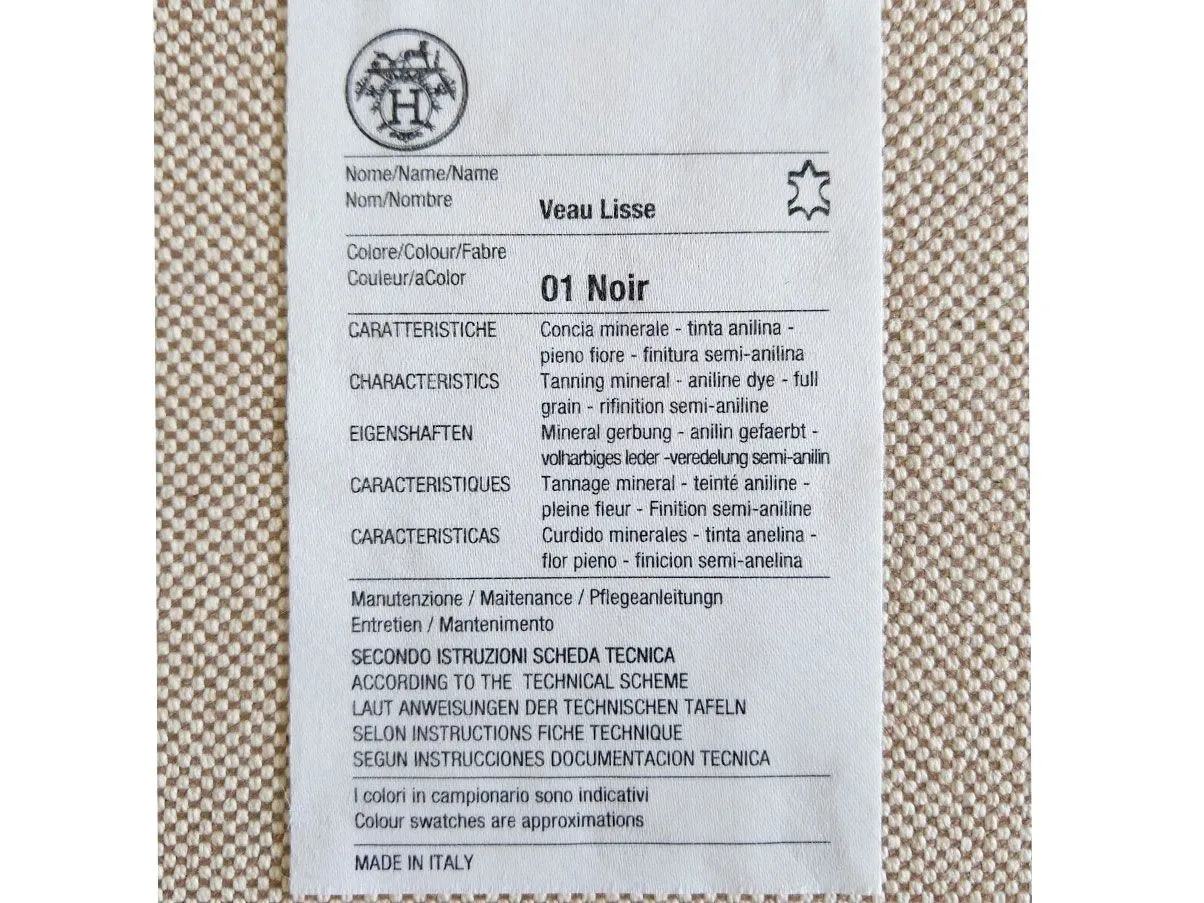 H
Nome/Name/Name
Nom/Nombre
Veau Lisse
Colore/Colour/Fabre
Couleur/aColor
01 Noir
CARATTERISTICHE Concia minerale - tinta anilina -
pieno fiore - finitura semi-anilina
CHARACTERISTICS Tanning mineral - aniline dye - full
grain - rifinition semi-aniline
EIGENSHAFTEN Mineral gerbung - anilin gefaerbt -
volharbiges leder -veredelung semi-anilin
CARACTERISTIQUES Tannage mineral - teinté aniline -
pleine fleur - Finition semi-aniline
CARACTERISTICAS Curdido minerales - tinta anelina -
flor pieno - finicion semi-anelina
Manutenzione / Maitenance / Pflegeanleitungn
Entretien / Mantenimento
SECONDO ISTRUZIONI SCHEDA TECNICA
ACCORDING TO THE TECHNICAL SCHEME
LAUT ANWEISUNGEN DER TECHNISCHEN TAFELN
SELON INSTRUCTIONS FICHE TECHNIQUE
SEGUN INSTRUCCIONES DOCUMENTACION TECNICA
I colori in campionario sono indicativi
Colour swatches are approximations
MADE IN ITALY